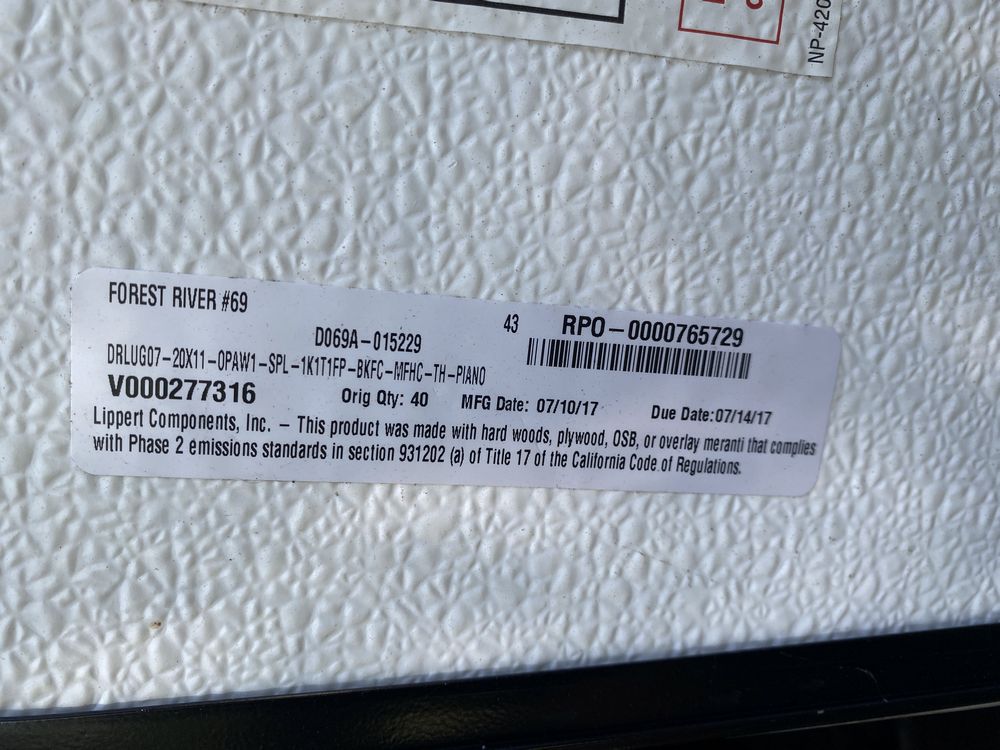 NP-420
FOREST RIVER #69
43 RPO-0000765729
D069A-015229
DRLUG07-20X11-OPAW1-SPL-1K1T1FP-BKFC-MFHC-TH-PIANO
V000277316 Orig Qty: 40 MFG Date: 07/10/17 Due Date:07/14/17
Lippert Components, Inc. – This product was made with hard woods, plywood, OSB, or overlay meranti that complies
with Phase 2 emissions standards in section 931202 (a) of Title 17 of the California Code of Regulations.